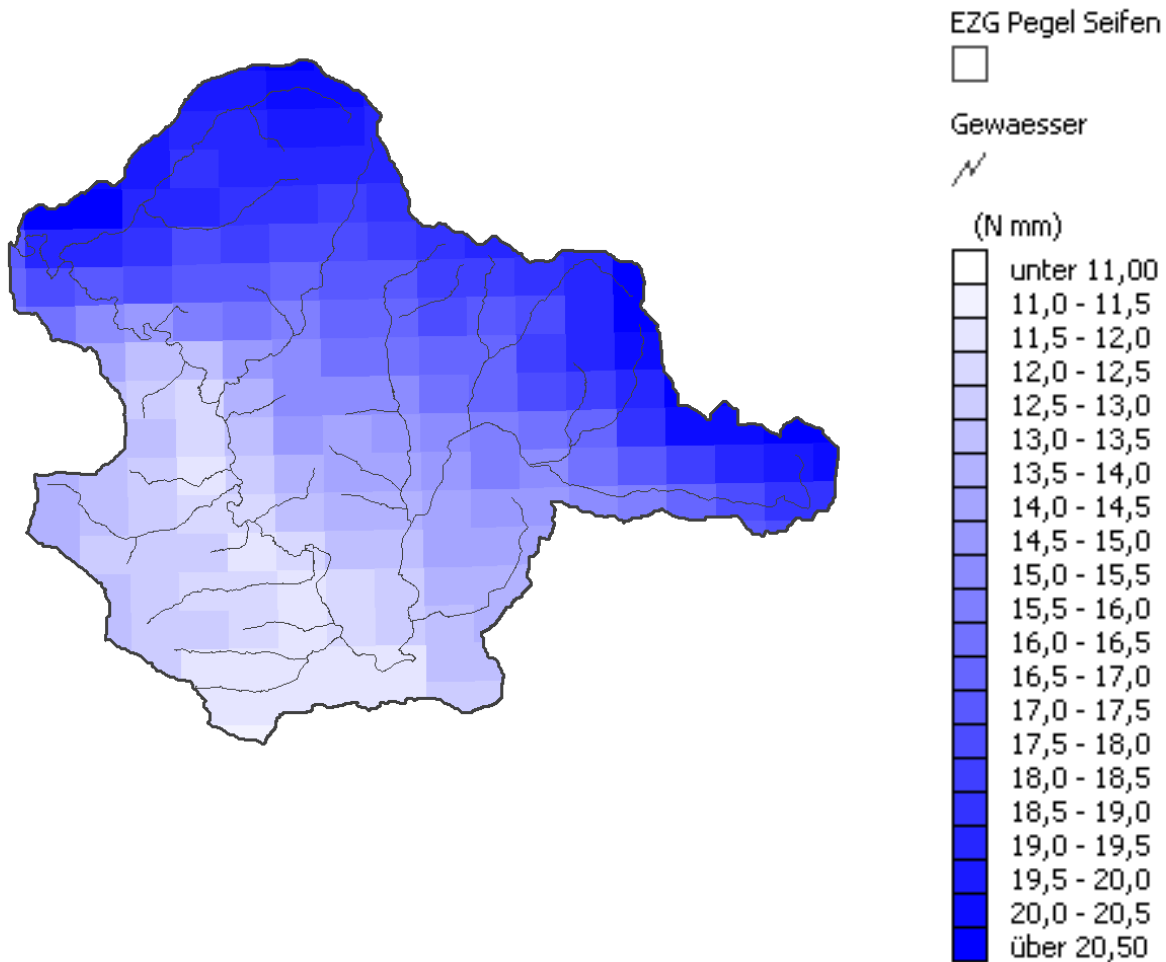 EZG Pegel Seifen
Gewaesser
(N mm)
unter 11,00
11,0 - 11,5
11,5 - 12,0
12,0 - 12,5
12,5 - 13,0
13,0 - 13,5
13,5 - 14,0
14,0 - 14,5
14,5 - 15,0
15,0 - 15,5
15,5 - 16,0
16,0 - 16,5
16,5 - 17,0
17,0 - 17,5
17,5 - 18,0
18,0 - 18,5
18,5 - 19,0
19,0 - 19,5
19,5 - 20,0
20,0 - 20,5
über 20,50